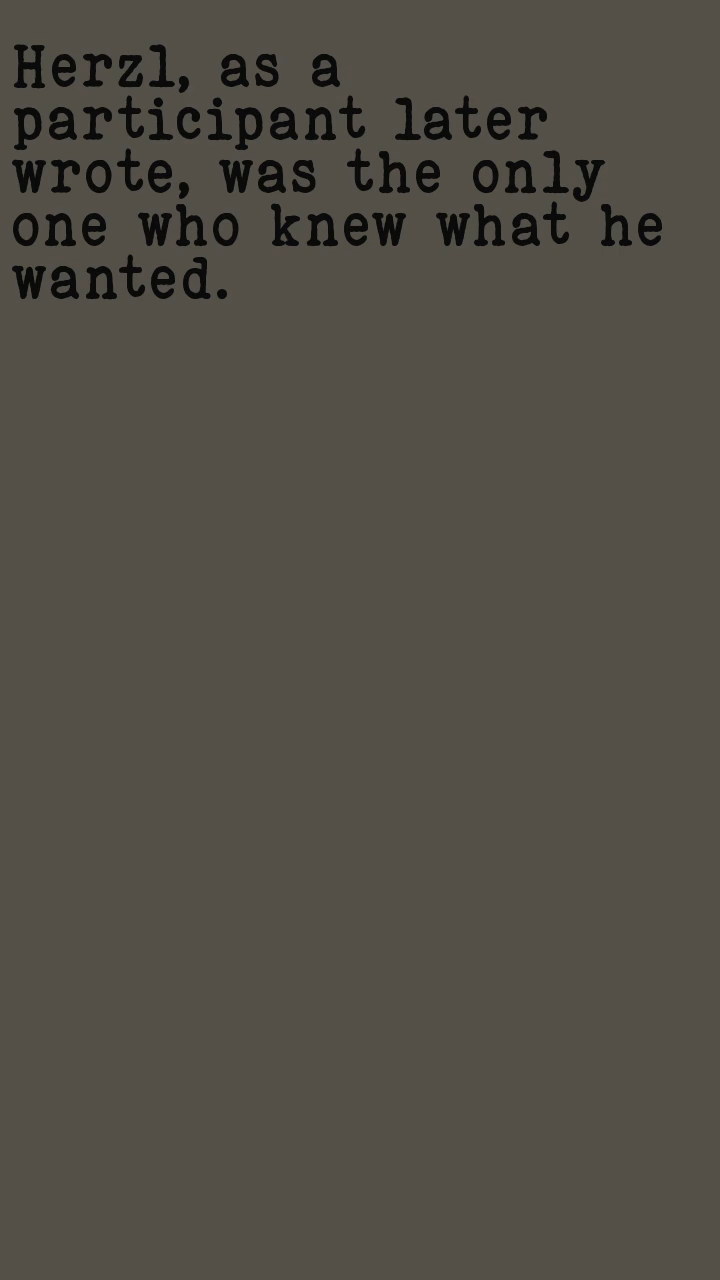 Herzl, as a
participant later
wrote, was the only
one who knew what he
wanted.